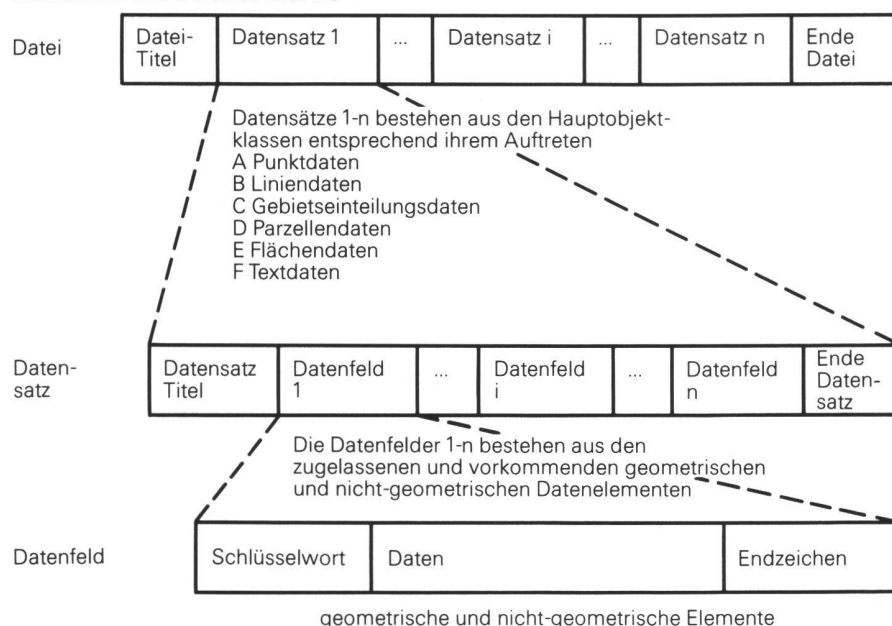 Datei
Datei-
Titel
Datensatz 1
...
Datensatz i
...
Datensatz n
Ende
Datei
Datensätze 1-n bestehen aus den Hauptobjekt-
klassen entsprechend ihrem Auftreten
A Punktdaten
B Liniendaten
C Gebietseinteilungsdaten
D Parzellendaten
E Flächendaten
F Textdaten
Daten-
satz
Datensatz
Titel
Datenfeld
1
...
Datenfeld
i
...
Datenfeld
n
Ende
Daten-
satz
Die Datenfelder 1-n bestehen aus den
zugelassenen und vorkommenden geometrischen
und nicht-geometrischen Datenelementen
Datenfeld
Schlüsselwort
Daten
Endzeichen
geometrische und nicht-geometrische Elemente